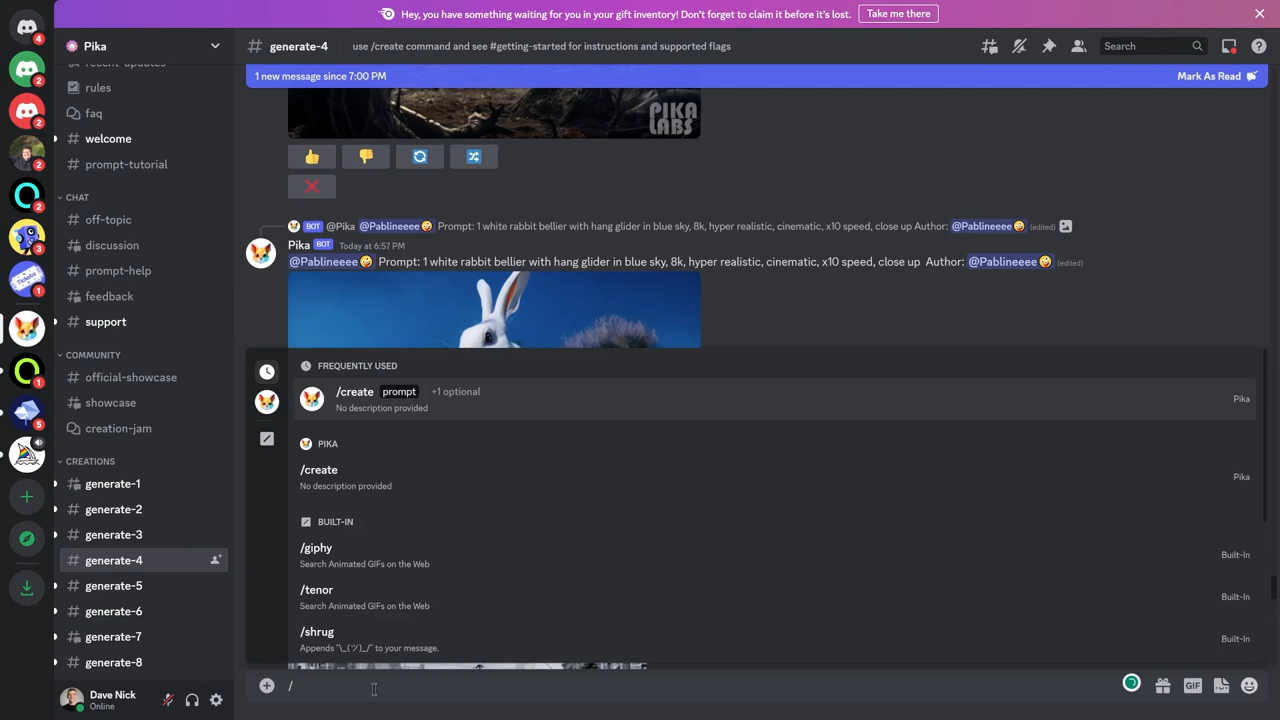 Hey, you have something waiting for you in your gift inventory! Don't forget to claim it before it's lost.
Take me there
Pika
# generate-4
use /create command and see #getting-started for instructions and supported flags
Search
1 new message since 7:00 PM
Mark As Read
4
2
2
2
2
3
1
1
5
recent-updates
rules
faq
welcome
prompt-tutorial
CHAT
off-topic
discussion
prompt-help
feedback
support
COMMUNITY
official-showcase
showcase
creation-jam
CREATIONS
generate-1
generate-2
generate-3
generate-4
generate-5
generate-6
generate-7
generate-8
Dave Nick
Online
PIKA
LABS
BOT @Pika @Pablineeee🤪 Prompt: 1 white rabbit bellier with hang glider in blue sky, 8k, hyper realistic, cinematic, x10 speed, close up Author: @Pablineeee🤪 (edited)
Pika BOT Today at 6:57 PM
@Pablineeee🤪 Prompt: 1 white rabbit bellier with hang glider in blue sky, 8k, hyper realistic, cinematic, x10 speed, close up Author: @Pablineeee🤪 (edited)
FREQUENTLY USED
/create prompt +1 optional
No description provided
Pika
PIKA
/create
No description provided
Pika
BUILT-IN
/giphy
Search Animated GIFs on the Web
Built-In
/tenor
Search Animated GIFs on the Web
Built-In
/shrug
Appends ¯\_(ツ)_/¯ to your message.
Built-In
/
GIF